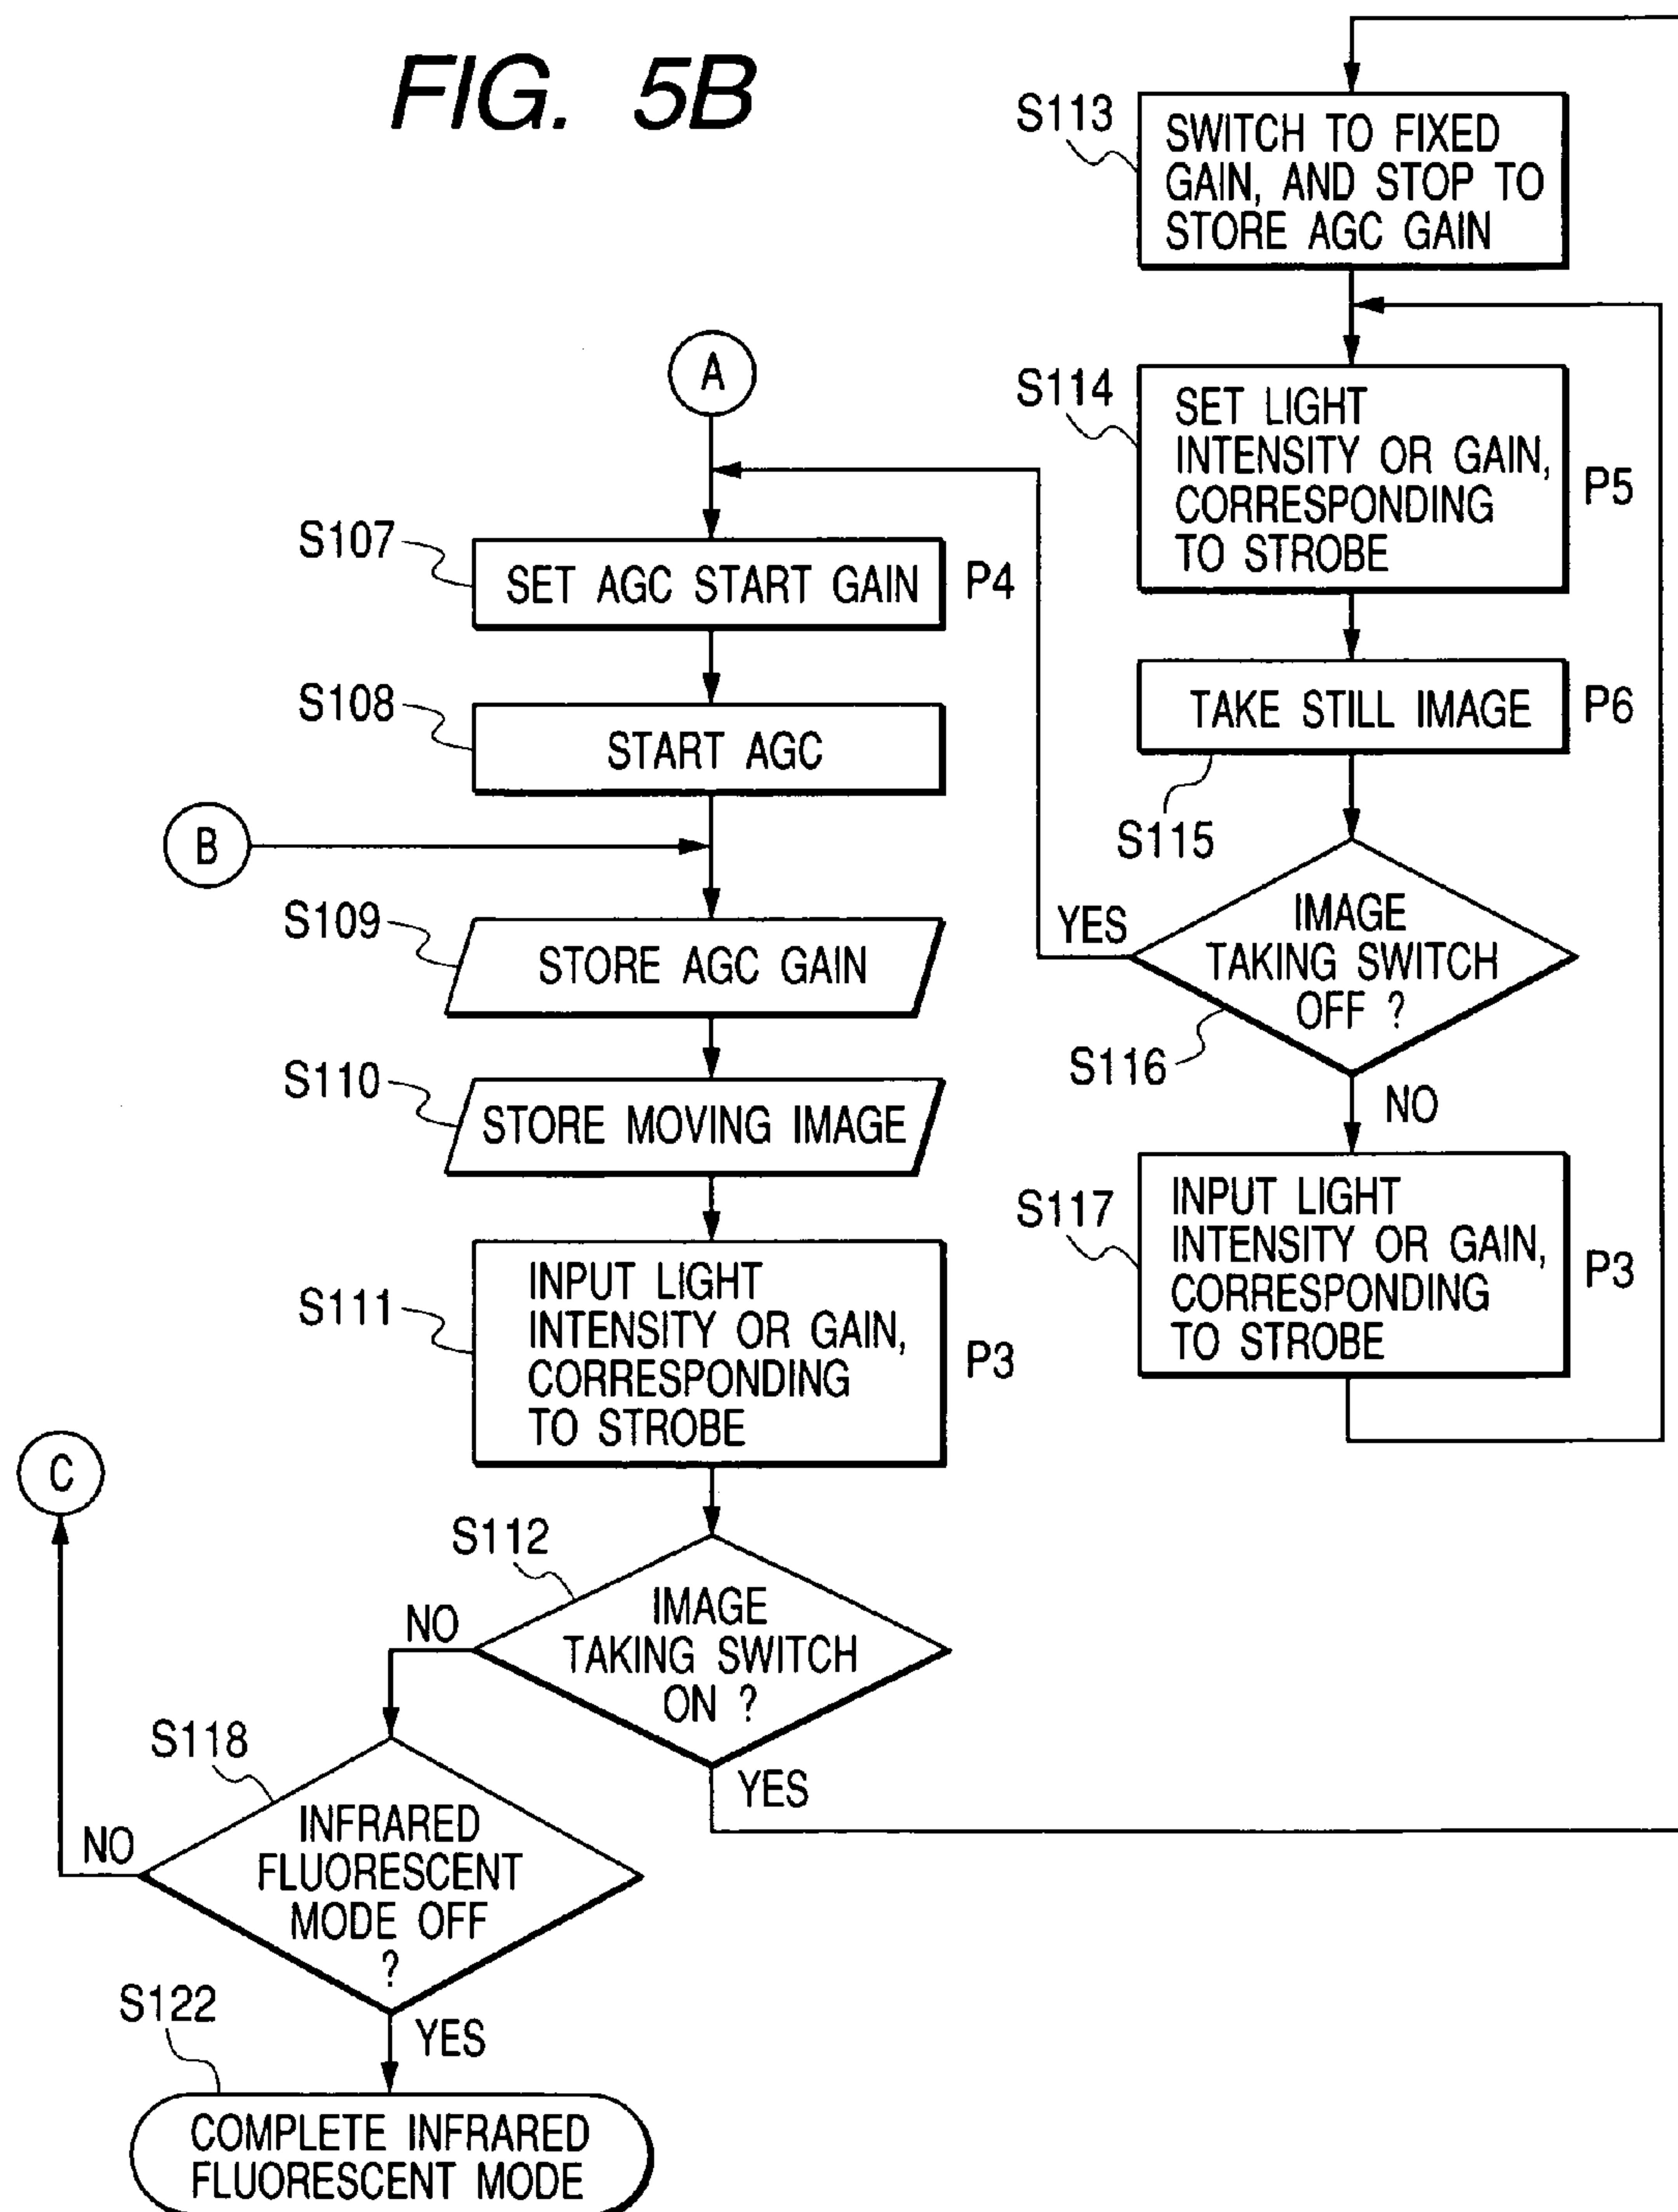 FIG. 5B
A
S107
SET AGC START GAIN
P4
S108
START AGC
B
S109
STORE AGC GAIN
S110
STORE MOVING IMAGE
S111
INPUT LIGHT
INTENSITY OR GAIN,
CORRESPONDING
TO STROBE
P3
C
S112
IMAGE
TAKING SWITCH
ON ?
NO
YES
S118
INFRARED
FLUORESCENT
MODE OFF
?
NO
YES
S122
COMPLETE INFRARED
FLUORESCENT MODE
S113
SWITCH TO FIXED
GAIN, AND STOP TO
STORE AGC GAIN
S114
SET LIGHT
INTENSITY OR GAIN,
CORRESPONDING
TO STROBE
P5
TAKE STILL IMAGE
P6
S115
IMAGE
TAKING SWITCH
OFF ?
YES
S116
NO
S117
INPUT LIGHT
INTENSITY OR GAIN,
CORRESPONDING
TO STROBE
P3